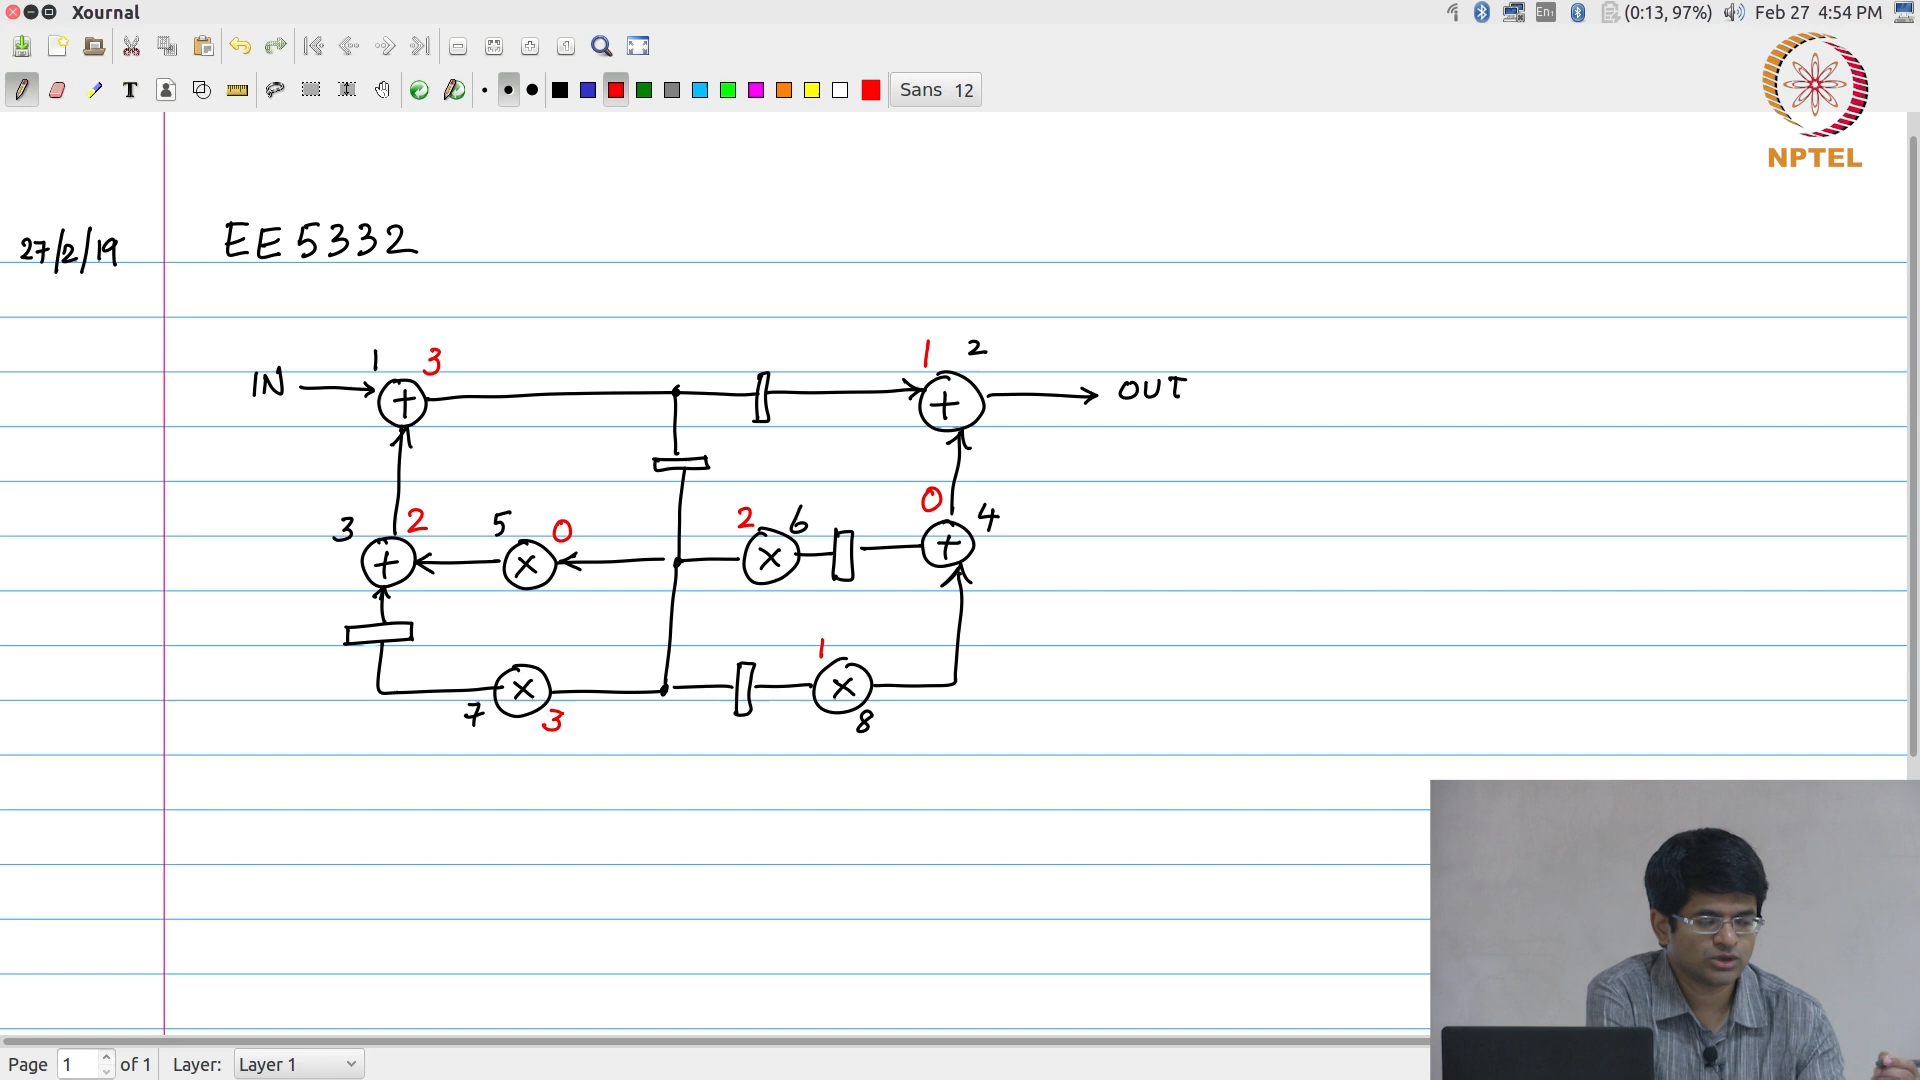 Xournal
En1
(0:13, 97%)
Feb 27 4:54 PM
T
Sans 12
NPTEL
27/2/19
EE5332
1 3
1 2
IN
+
+
OUT
3 2
5 0
2 6
0 4
+
×
×
+
1
×
×
7 3
8
Page 1 of 1
Layer: Layer 1